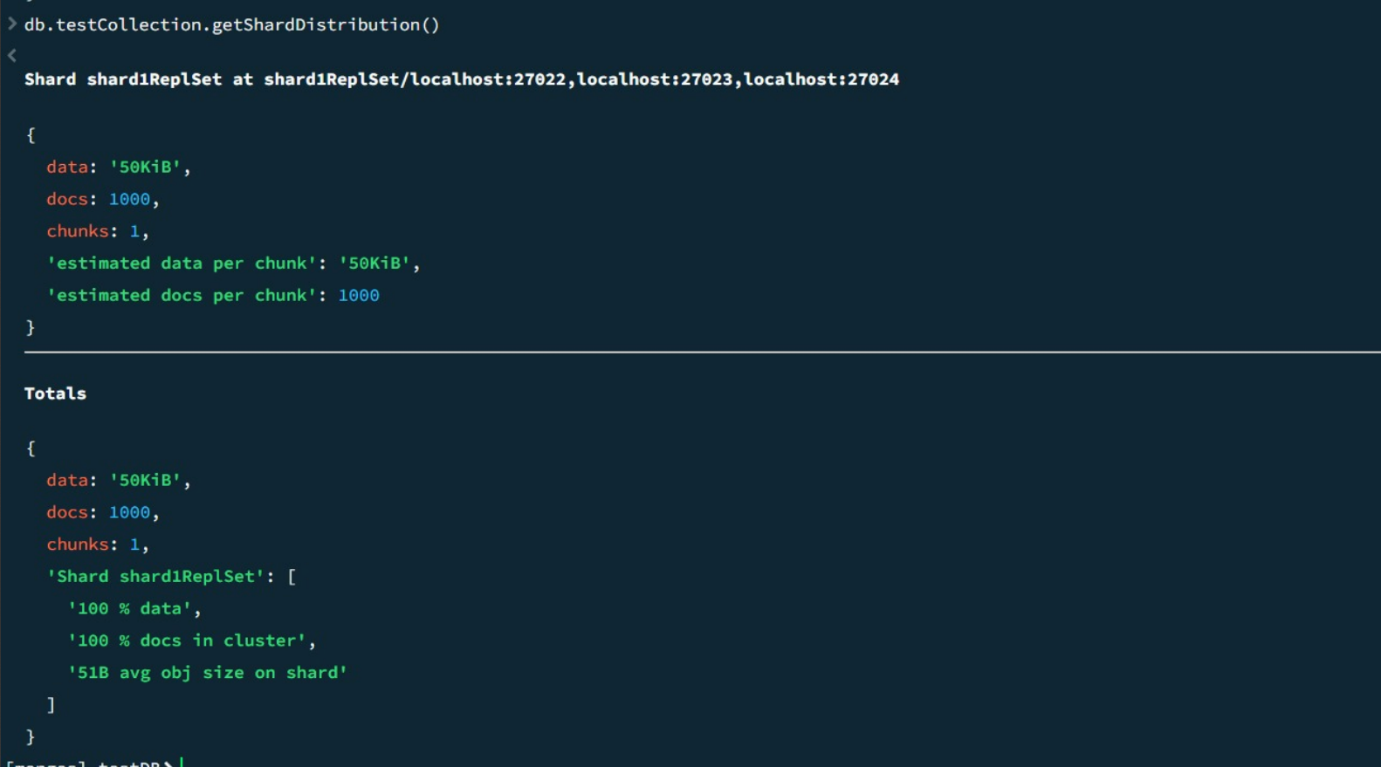 > db.testCollection.getShardDistribution()
<
Shard shard1ReplSet at shard1ReplSet/localhost:27022,localhost:27023,localhost:27024
{
data: '50KiB',
docs: 1000,
chunks: 1,
'estimated data per chunk': '50KiB',
'estimated docs per chunk': 1000
}
Totals
{
data: '50KiB',
docs: 1000,
chunks: 1,
'Shard shard1ReplSet': [
'100 % data',
'100 % docs in cluster',
'51B avg obj size on shard'
]
}